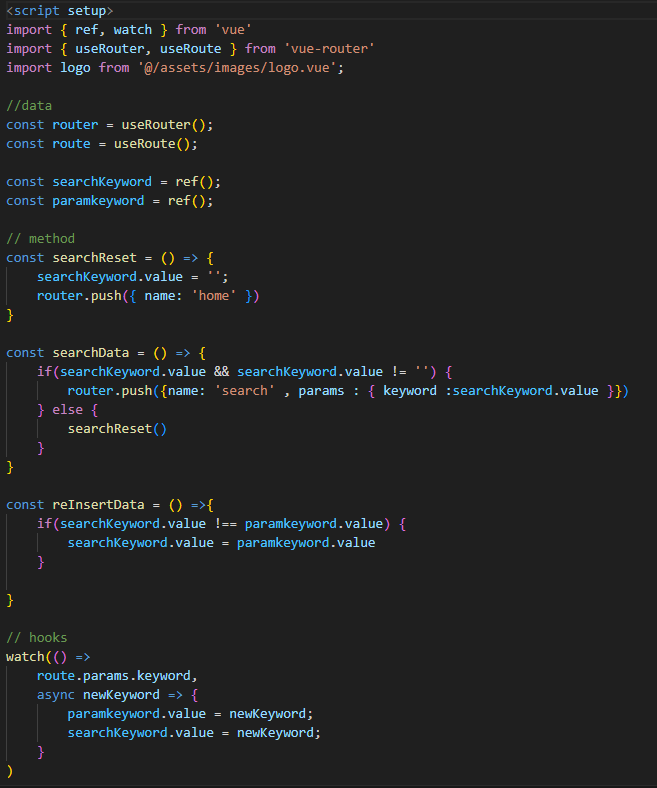 <script setup>
import { ref, watch } from 'vue'
import { useRouter, useRoute } from 'vue-router'
import logo from '@/assets/images/logo.vue';

//data
const router = useRouter();
const route = useRoute();

const searchKeyword = ref();
const paramkeyword = ref();

// method
const searchReset = () => {
    searchKeyword.value = '';
    router.push({ name: 'home' })
}

const searchData = () => {
    if(searchKeyword.value && searchKeyword.value != '') {
        router.push({name: 'search' , params : { keyword :searchKeyword.value }})
    } else {
        searchReset()
    }
}

const reInsertData = () =>{
    if(searchKeyword.value !== paramkeyword.value) {
        searchKeyword.value = paramkeyword.value
    }

}

// hooks
watch(() =>
    route.params.keyword,
    async newKeyword => {
        paramkeyword.value = newKeyword;
        searchKeyword.value = newKeyword;
    }
)